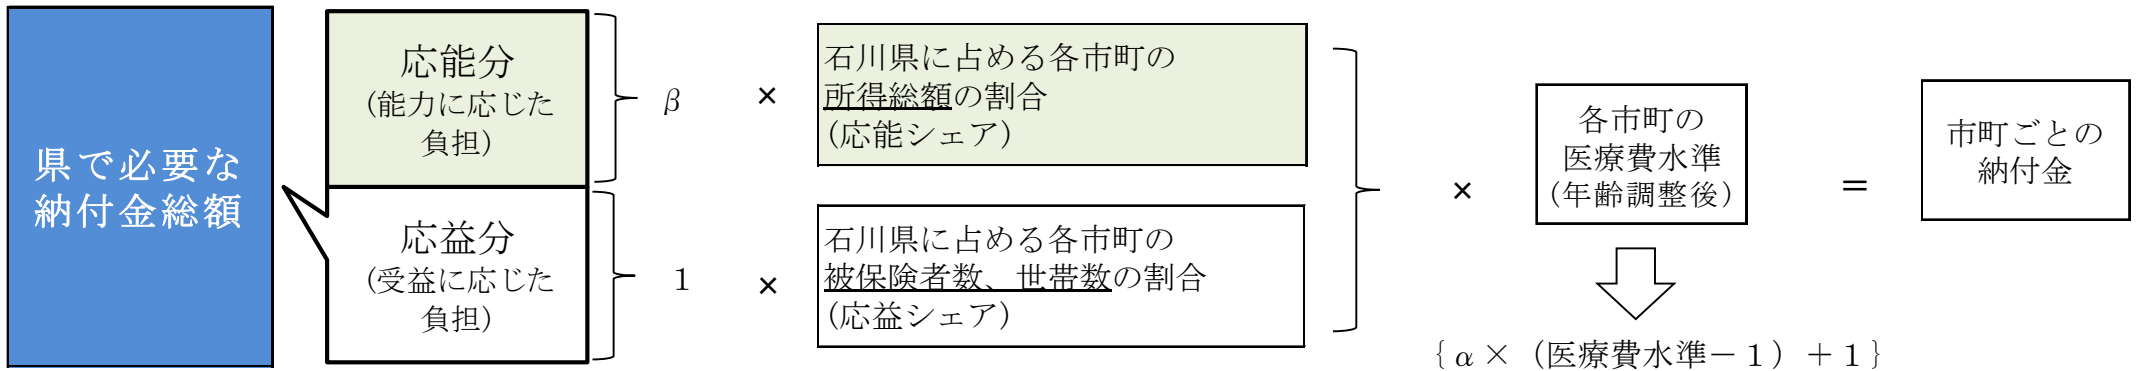 県で必要な
納付金総額
応能分
(能力に応じた
負担)
β
×
石川県に占める各市町の
所得総額の割合
(応能シェア)
応益分
(受益に応じた
負担)
1
×
石川県に占める各市町の
被保険者数、世帯数の割合
(応益シェア)
×
各市町の
医療費水準
(年齢調整後)
｛α×（医療費水準－１）＋１｝
＝
市町ごとの
納付金